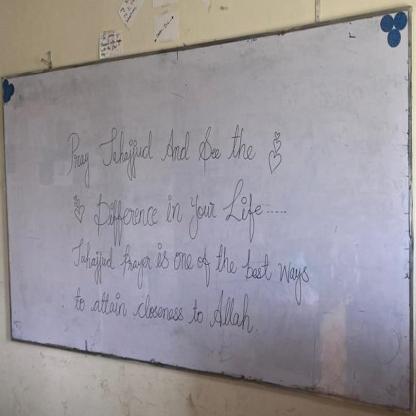 Pray Tahajjud And See the
Difference in Your Life.....
Tahajjud Prayer is one of the best ways
to attain closeness to Allah.